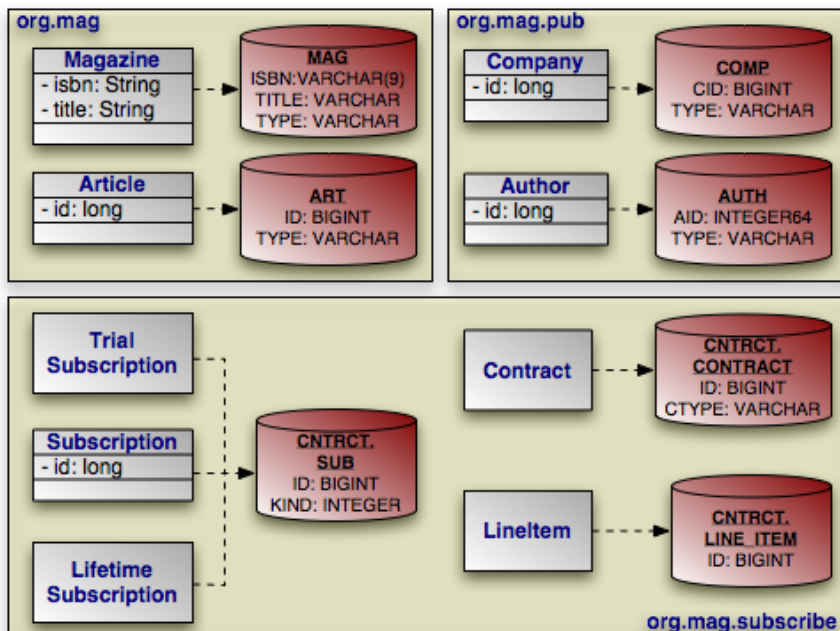 org.mag
Magazine
- isbn: String
- title: String
MAG
ISBN:VARCHAR(9)
TITLE: VARCHAR
TYPE: VARCHAR
Article
- id: long
ART
ID: BIGINT
TYPE: VARCHAR
org.mag.pub
Company
- id: long
COMP
CID: BIGINT
TYPE: VARCHAR
Author
- id: long
AUTH
AID: INTEGER64
TYPE: VARCHAR
Trial
Subscription
Subscription
- id: long
Lifetime
Subscription
CNTRCT.
SUB
ID: BIGINT
KIND: INTEGER
Contract
CNTRCT.
CONTRACT
ID: BIGINT
CTYPE: VARCHAR
LineItem
CNTRCT.
LINE_ITEM
ID: BIGINT
org.mag.subscribe